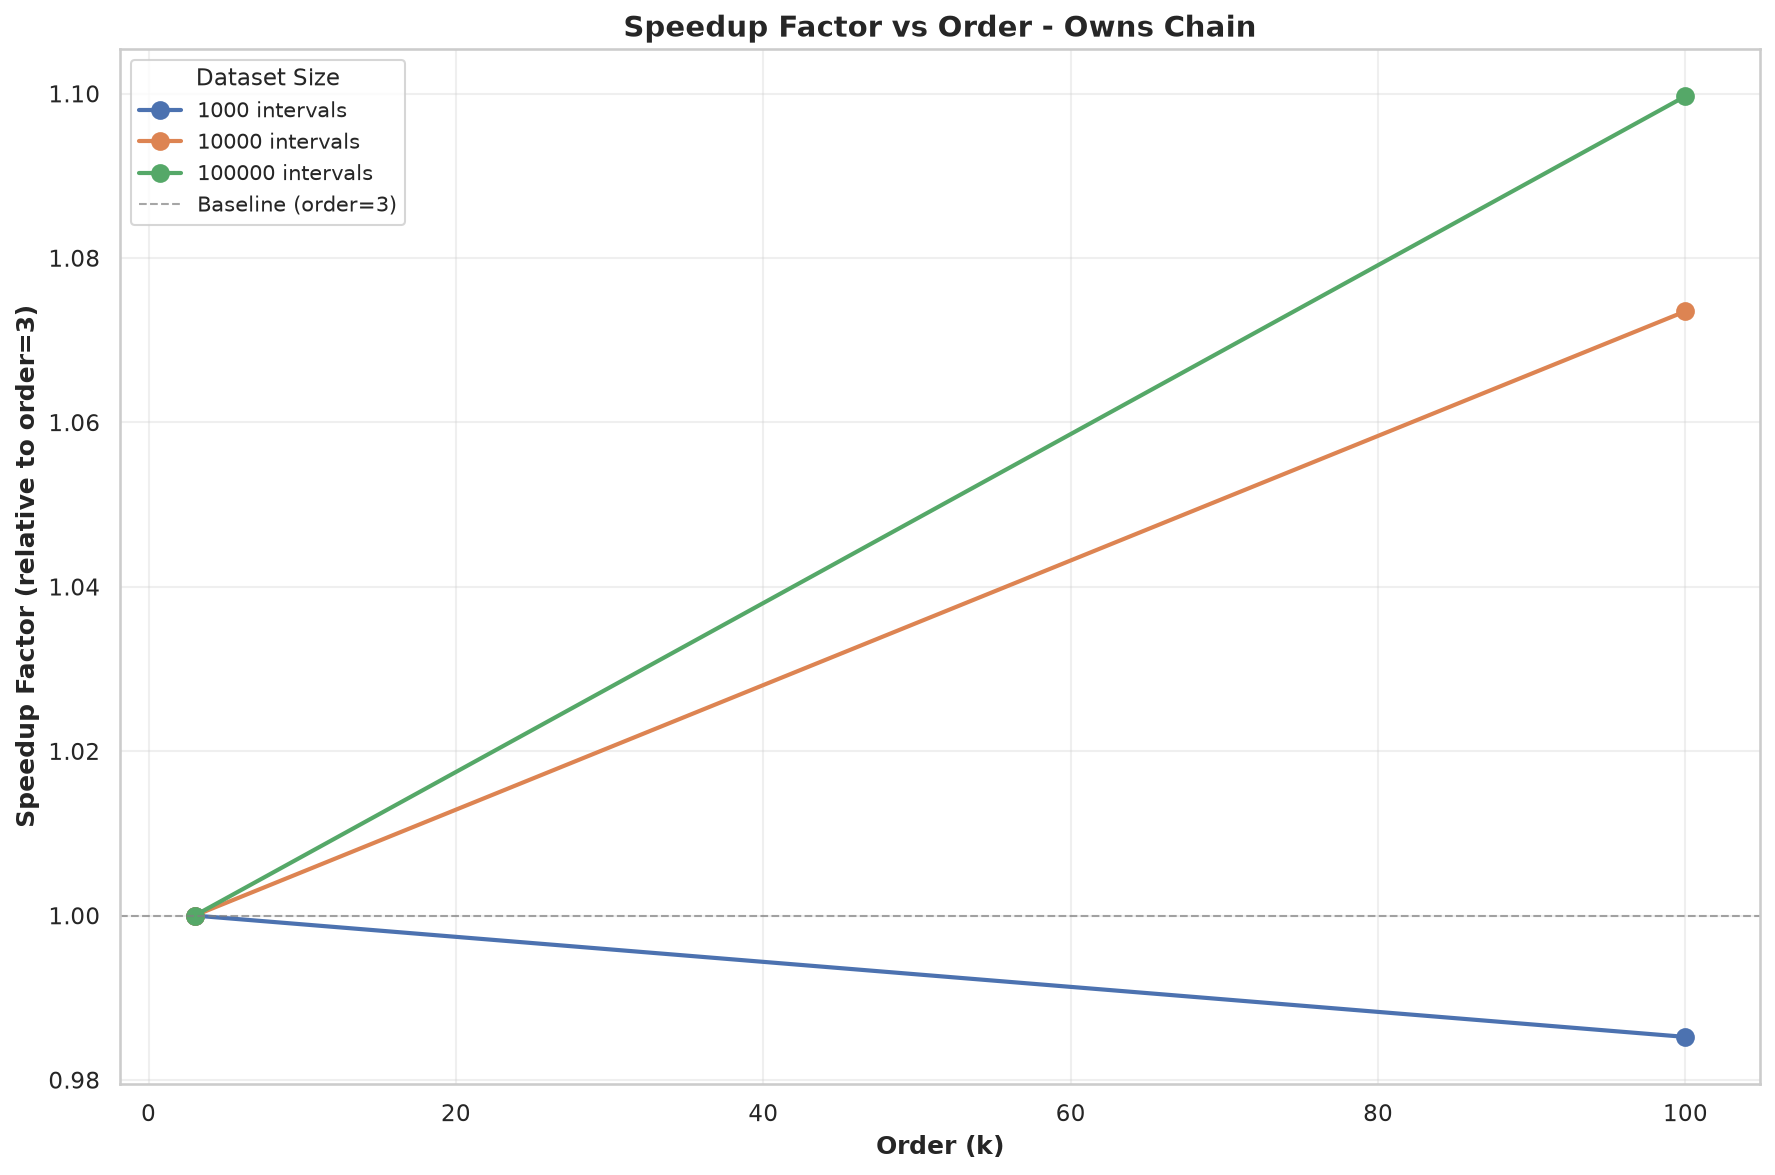 Speedup Factor vs Order - Owns Chain
Speedup Factor (relative to order=3)
1.10
1.08
1.06
1.04
1.02
1.00
0.98
Dataset Size
1000 intervals
10000 intervals
100000 intervals
Baseline (order=3)
0 20 40 60 80 100
Order (k)